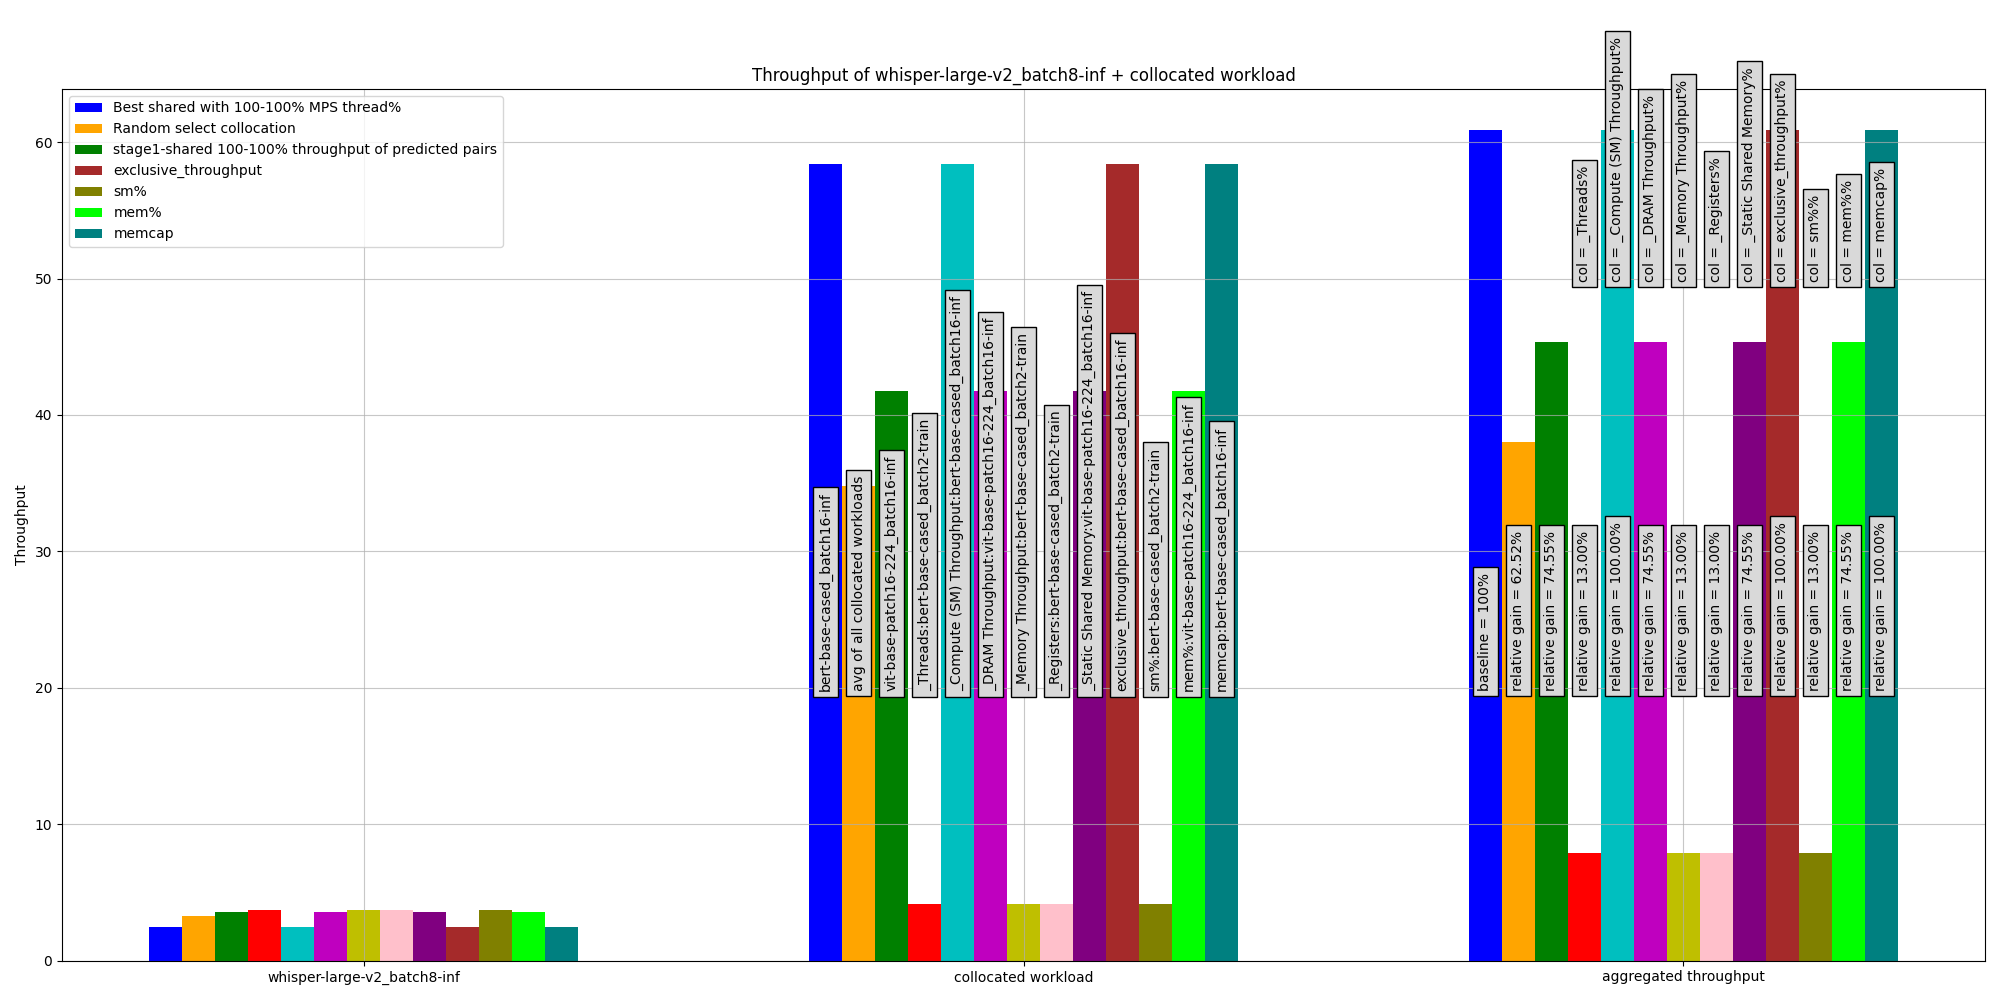 Throughput of whisper-large-v2_batch8-inf + collocated workload
Best shared with 100-100% MPS thread%
Random select collocation
stage1-shared 100-100% throughput of predicted pairs
exclusive_throughput
sm%
mem%
memcap
Throughput
60
50
40
30
20
10
0
bert-base-cased_batch16-inf
avg of all collocated workloads
vit-base-patch16-224_batch16-inf
_Threads:bert-base-cased_batch2-train
_Compute (SM) Throughput:bert-base-cased_batch16-inf
_DRAM Throughput:vit-base-patch16-224_batch16-inf
_Memory Throughput:bert-base-cased_batch2-train
_Registers:bert-base-cased_batch2-train
_Static Shared Memory:vit-base-patch16-224_batch16-inf
exclusive_throughput:bert-base-cased_batch16-inf
sm%:bert-base-cased_batch2-train
mem%:vit-base-patch16-224_batch16-inf
memcap:bert-base-cased_batch16-inf
col = _Threads%
col = _Compute (SM) Throughput%
col = _DRAM Throughput%
col = _Memory Throughput%
col = _Registers%
col = _Static Shared Memory%
col = exclusive_throughput%
col = sm%%
col = mem%%
col = memcap%
baseline = 100%
relative gain = 62.52%
relative gain = 74.55%
relative gain = 13.00%
relative gain = 100.00%
relative gain = 74.55%
relative gain = 13.00%
relative gain = 13.00%
relative gain = 74.55%
relative gain = 100.00%
relative gain = 13.00%
relative gain = 74.55%
relative gain = 100.00%
whisper-large-v2_batch8-inf
collocated workload
aggregated throughput